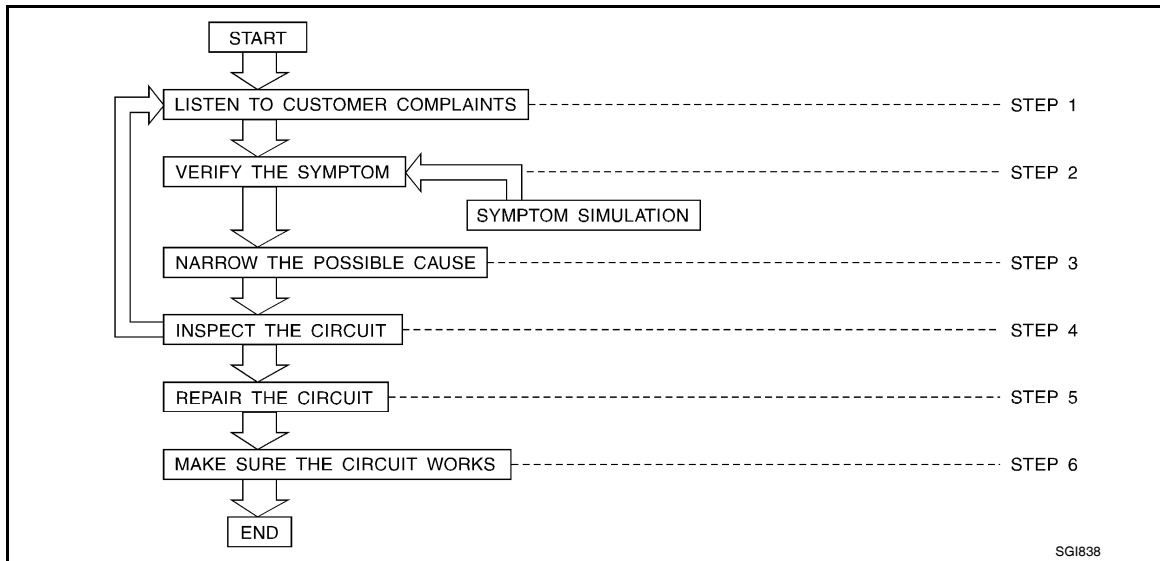 START
LISTEN TO CUSTOMER COMPLAINTS STEP 1
VERIFY THE SYMPTOM STEP 2
SYMPTOM SIMULATION
NARROW THE POSSIBLE CAUSE STEP 3
INSPECT THE CIRCUIT STEP 4
REPAIR THE CIRCUIT STEP 5
MAKE SURE THE CIRCUIT WORKS STEP 6
END
SGI838